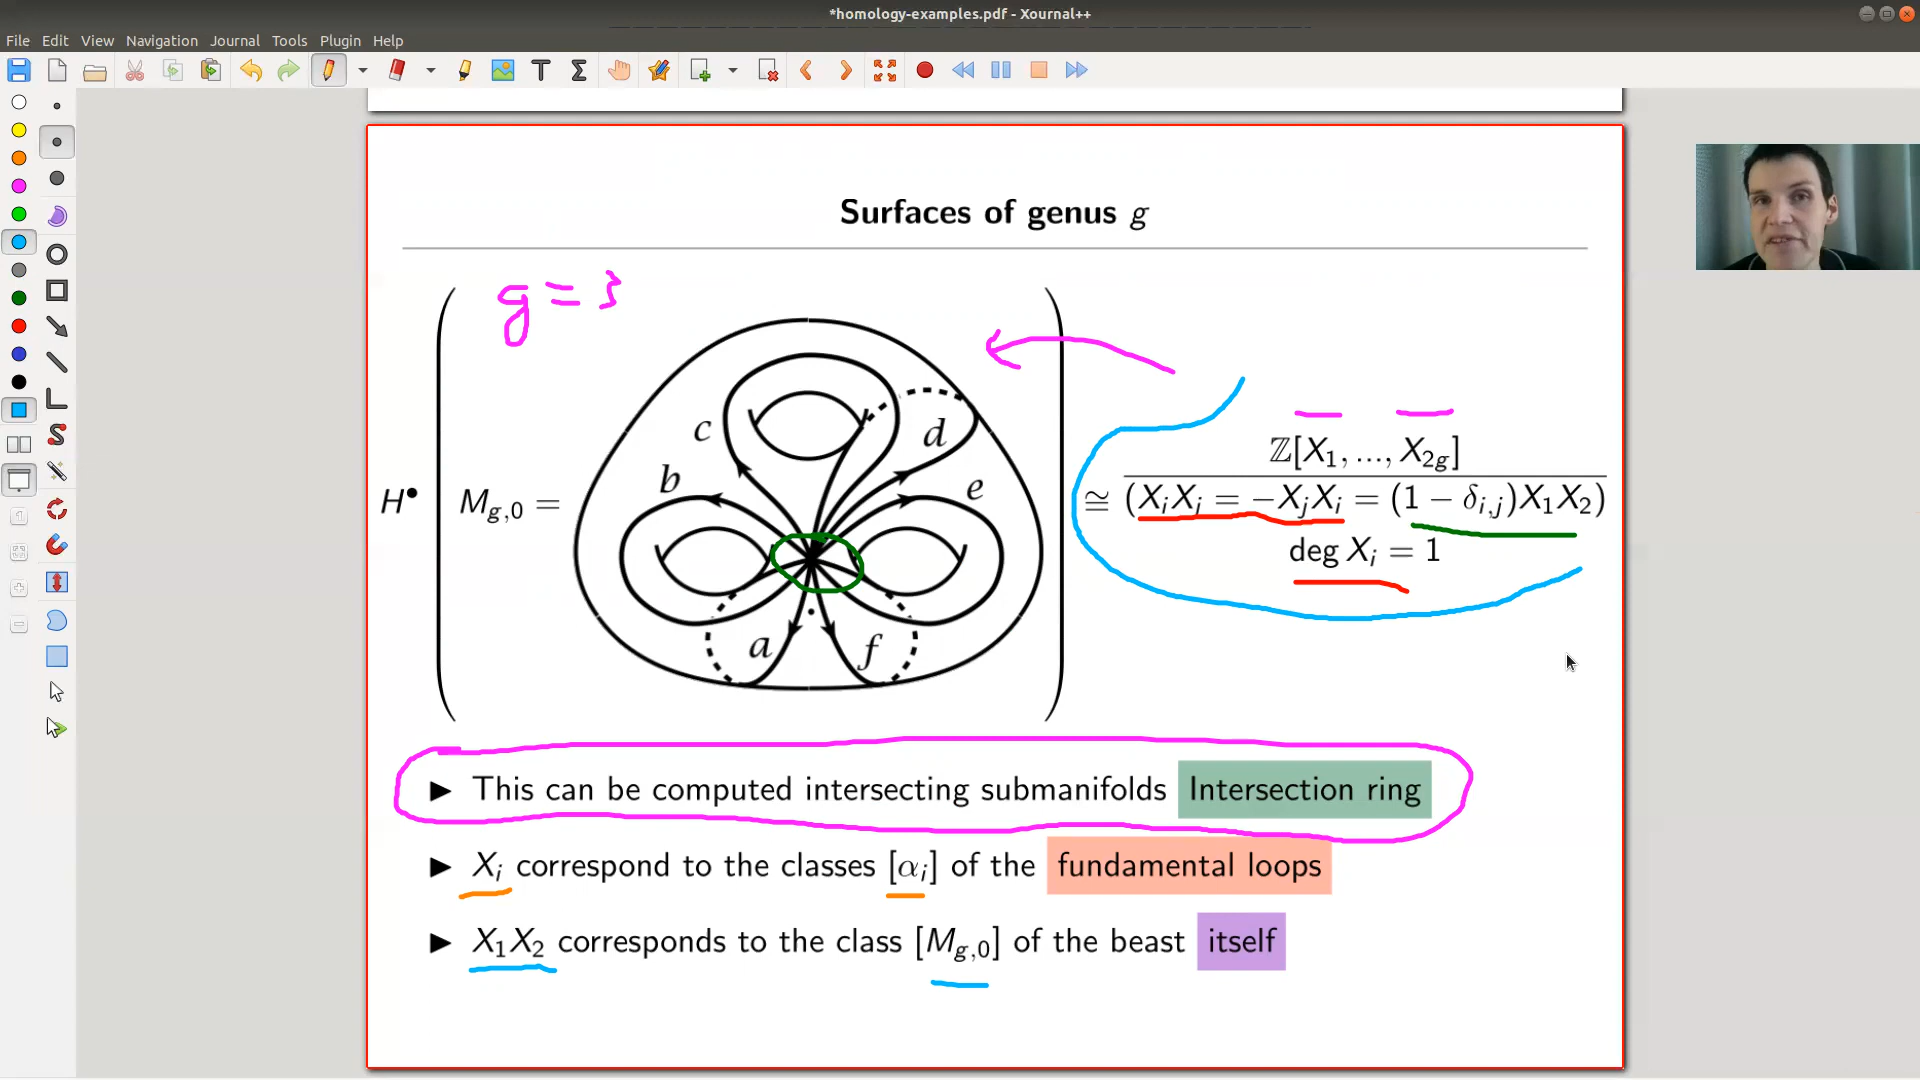 *homology-examples.pdf - Xournal++
File Edit View Navigation Journal Tools Plugin Help
Surfaces of genus g
g = 3
H• ( M_{g,0} = ) ≅ ℤ[X_1, ..., X_{2g}] / (X_iX_j = −X_jX_i = (1 − δ_{i,j})X_1X_2)
deg X_i = 1
c
d
b
e
a
f
▶ This can be computed intersecting submanifolds Intersection ring
▶ X_i correspond to the classes [α_i] of the fundamental loops
▶ X_1X_2 corresponds to the class [M_{g,0}] of the beast itself